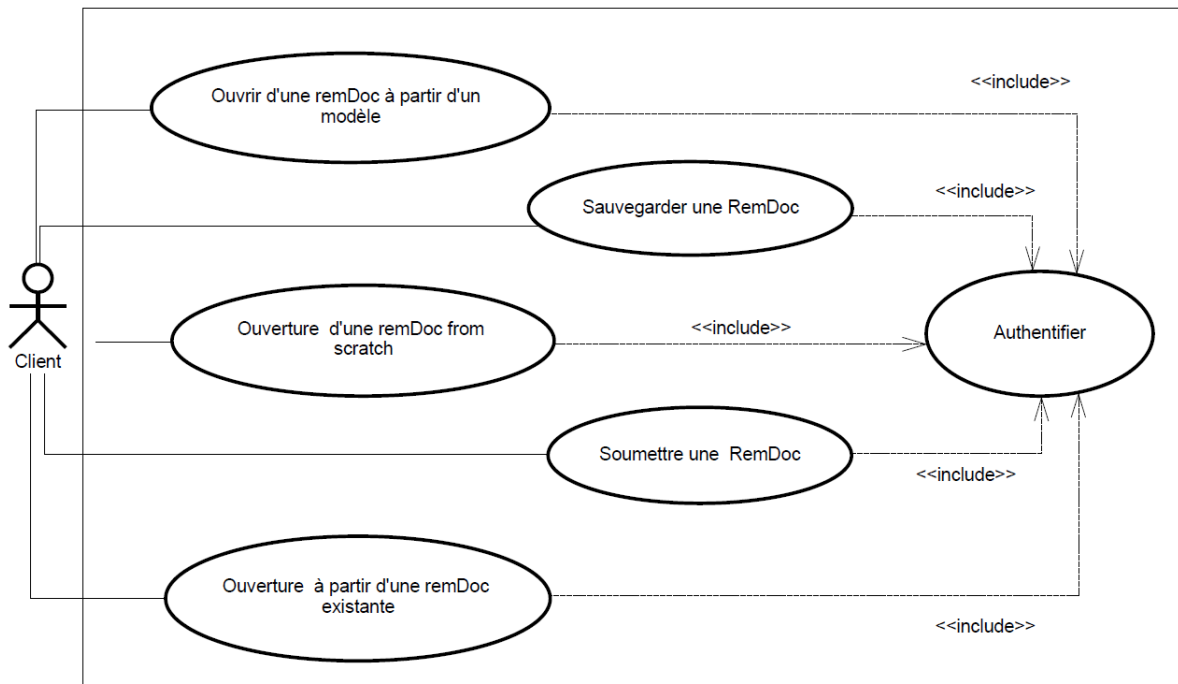 Ouvrir d'une remDoc à partir d'un
modèle
<<include>>
Sauvegarder une RemDoc
<<include>>
Client
Ouverture d'une remDoc from
scratch
<<include>>
Authentifier
Soumettre une RemDoc
<<include>>
Ouverture à partir d'une remDoc
existante
<<include>>